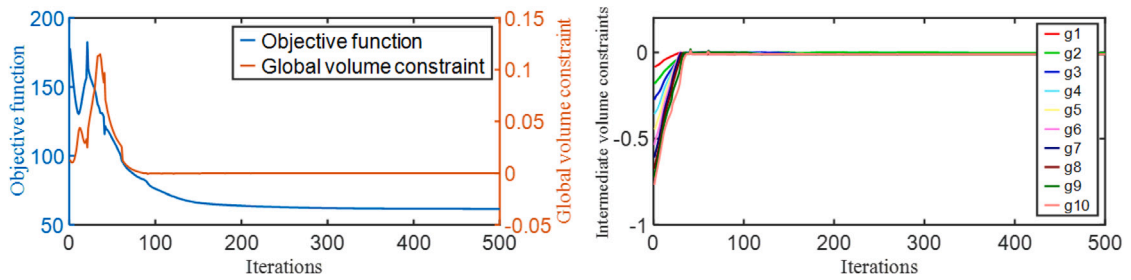 200
150
100
50
Objective function
0.15
0.1
0.05
0
-0.05
Global volume constraint
Objective function
Global volume constraint
0
100
200
300
400
500
Iterations
Intermediate volume constraints
0
-0.5
-1
g1
g2
g3
g4
g5
g6
g7
g8
g9
g10
0
100
200
300
400
500
Iterations